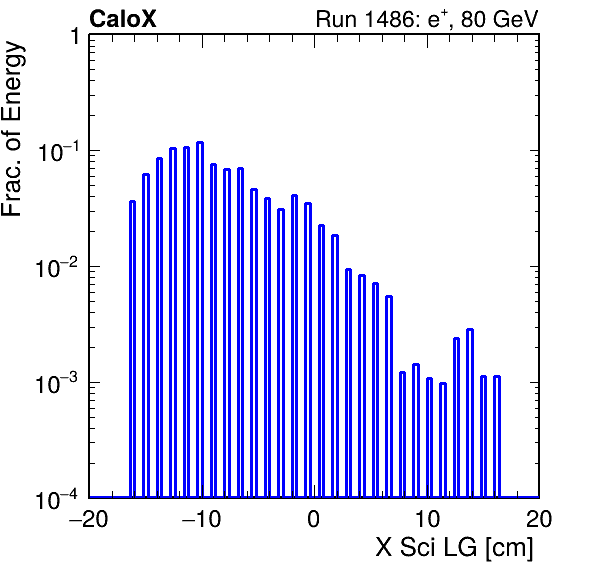 CaloX Run 1486: e⁺, 80 GeV
Frac. of Energy
1
10⁻¹
10⁻²
10⁻³
10⁻⁴
−20 −10 0 10 20
X Sci LG [cm]